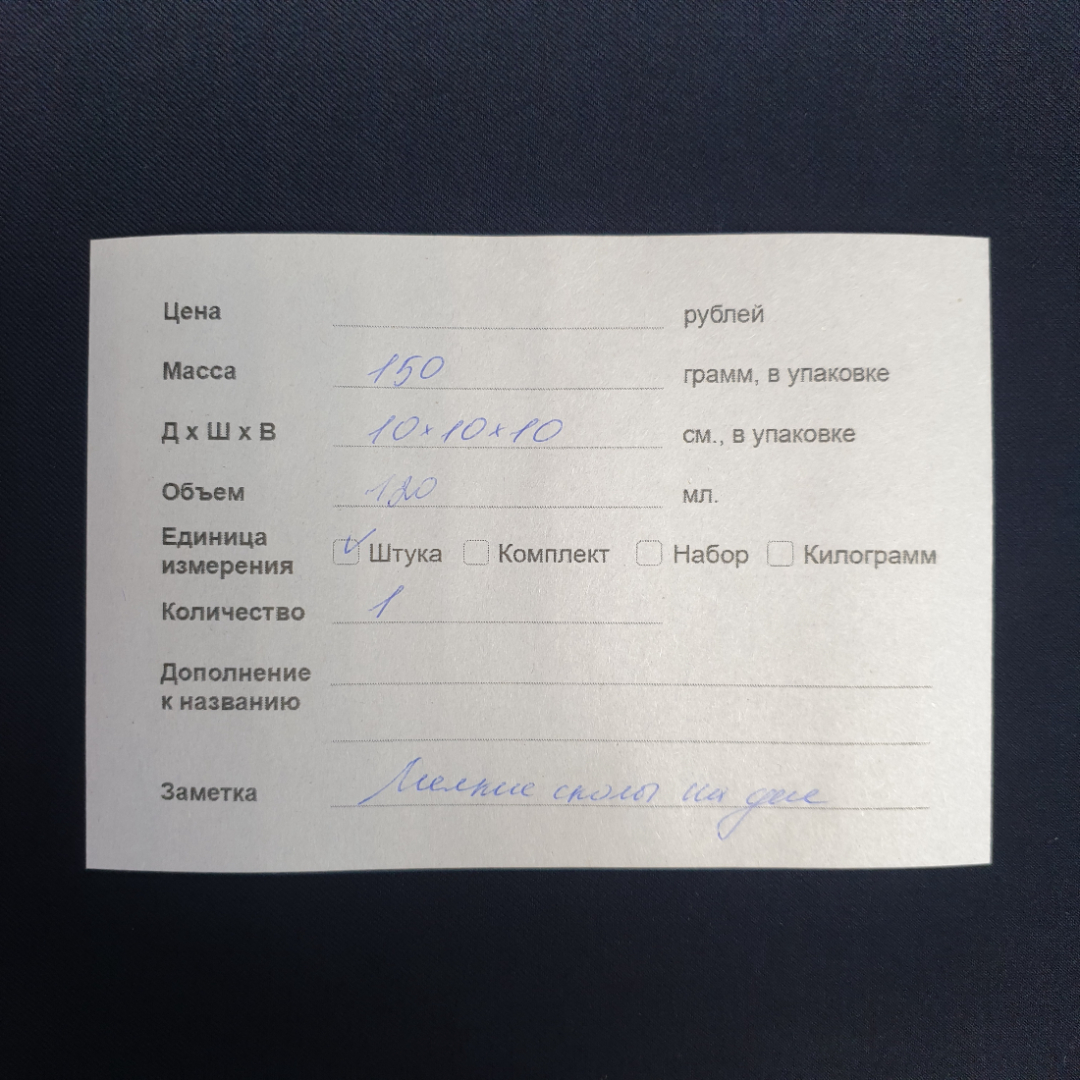 Цена рублей
Масса 150 грамм, в упаковке
Д х Ш х В 10×10×10 см., в упаковке
Объем 120 мл.
Единица измерения ✓ Штука Комплект Набор Килограмм
Количество 1
Дополнение
к названию
Заметка Мелкие сколы на дне